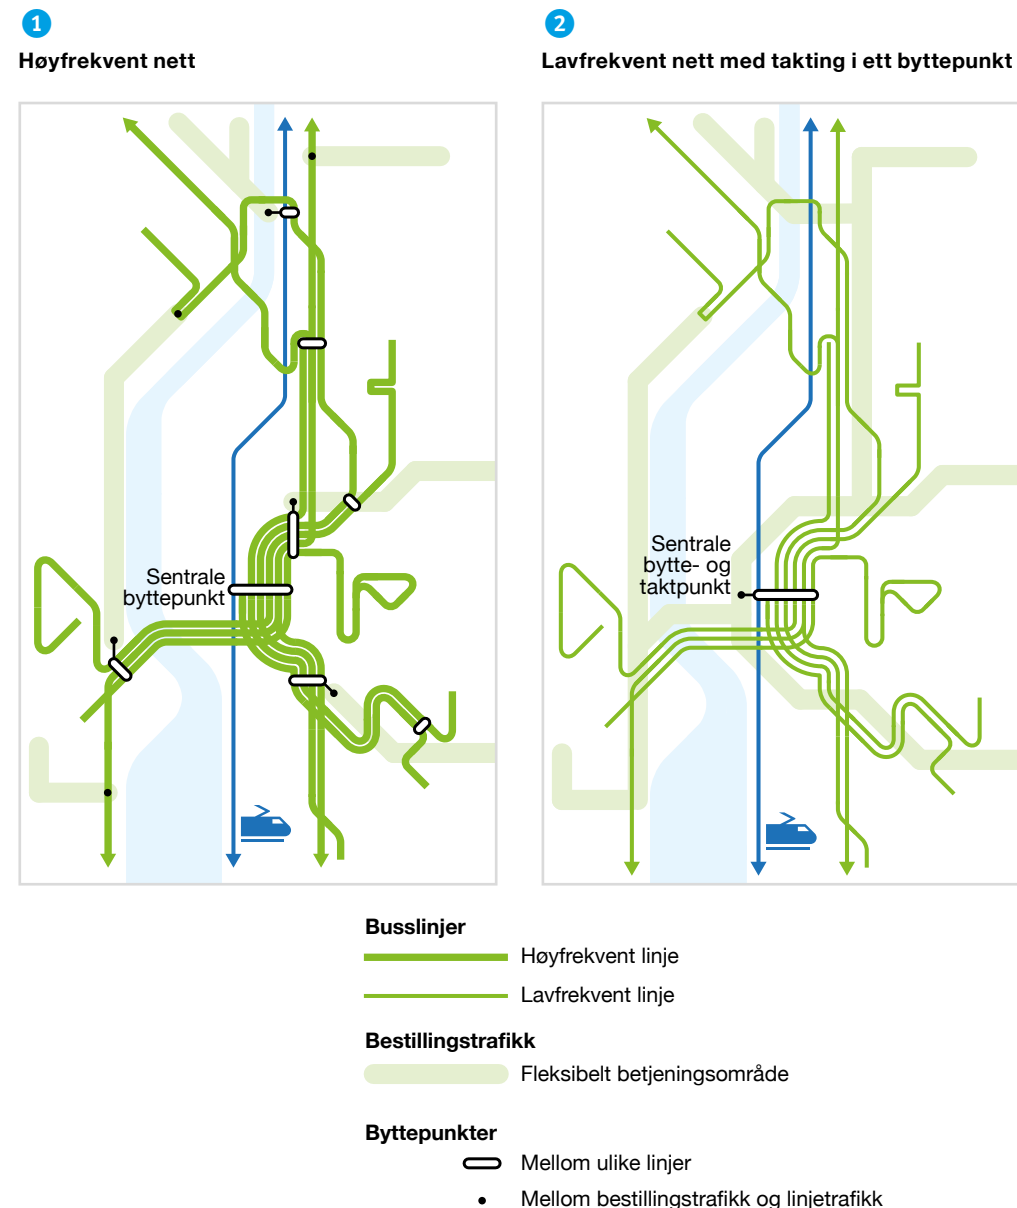 1
Høyfrekvent nett
2
Lavfrekvent nett med takting i ett byttepunkt
Sentrale
byttepunkt
Sentrale
bytte- og
taktpunkt
Busslinjer
Høyfrekvent linje
Lavfrekvent linje
Bestillingstrafikk
Fleksibelt betjeningsområde
Byttepunkter
Mellom ulike linjer
Mellom bestillingstrafikk og linjetrafikk